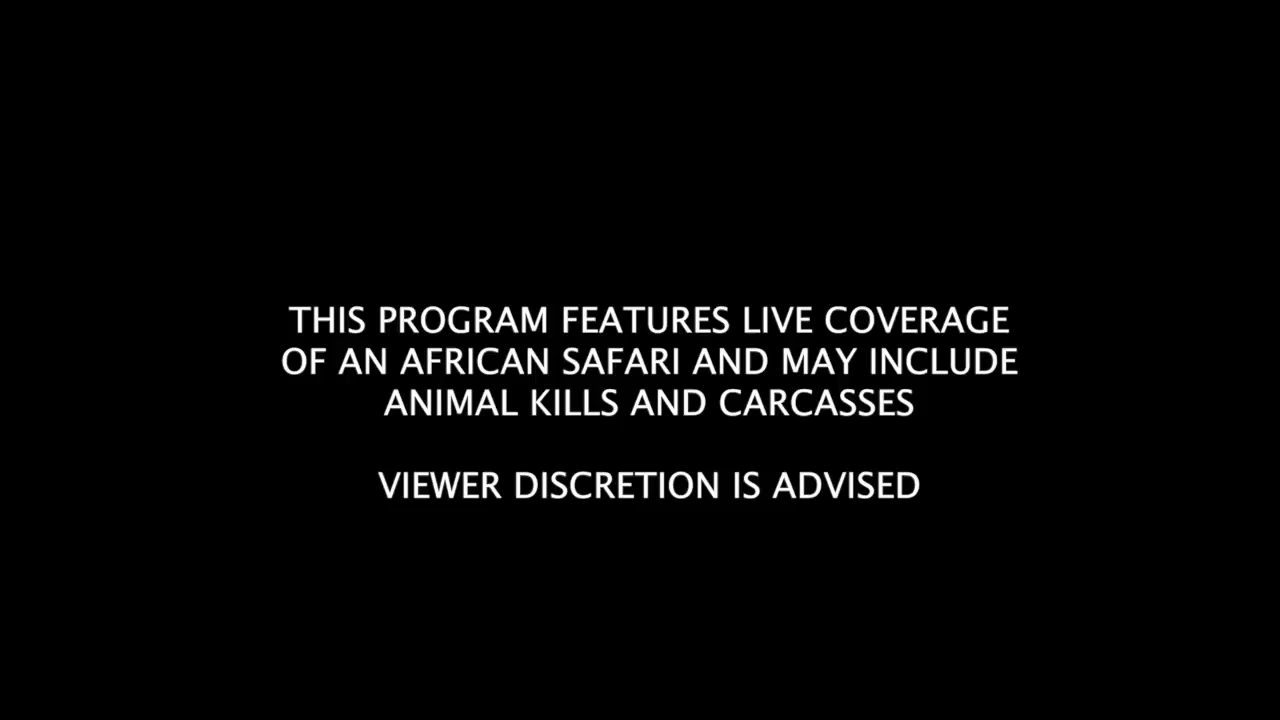 THIS PROGRAM FEATURES LIVE COVERAGE
OF AN AFRICAN SAFARI AND MAY INCLUDE
ANIMAL KILLS AND CARCASSES
VIEWER DISCRETION IS ADVISED